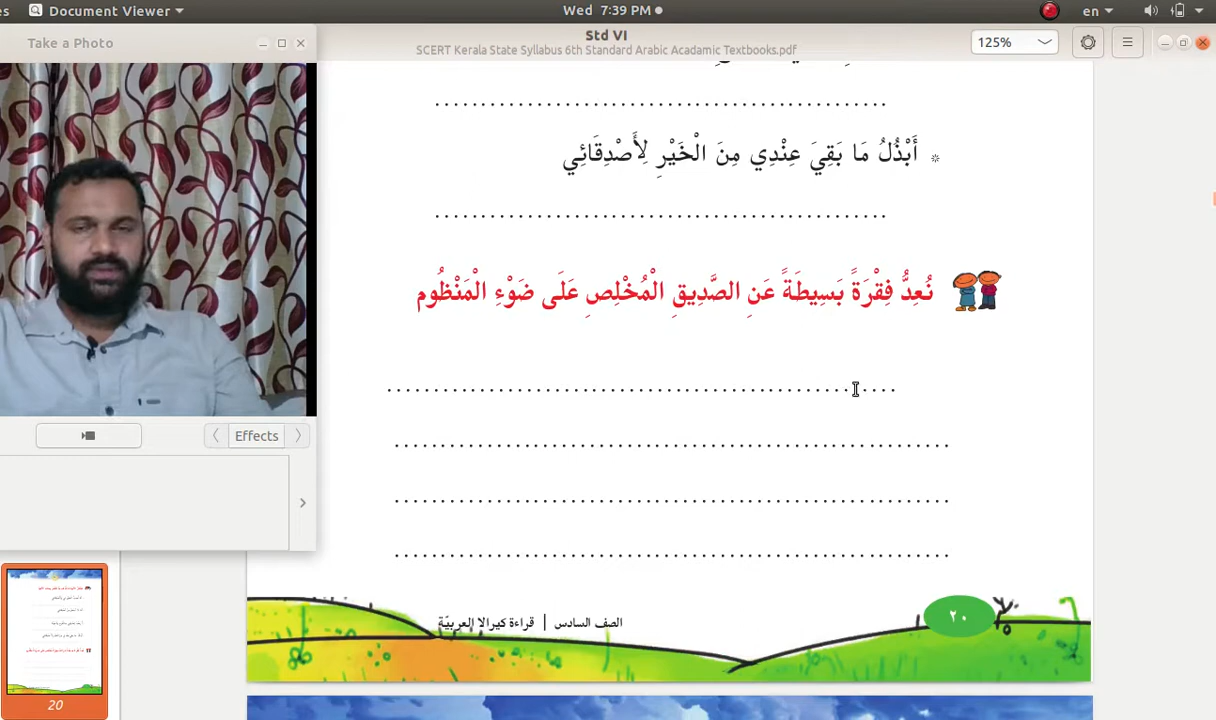 Document Viewer
Wed 7:39 PM
en
Take a Photo
Std VI
SCERT Kerala State Syllabus 6th Standard Arabic Acadamic Textbooks.pdf
125%
* أَبْذُلُ مَا بَقِيَ عِنْدِي مِنَ الْخَيْرِ لِأَصْدِقَائِي
نُعِدُّ فِقْرَةً بَسِيطَةً عَنِ الصَّدِيقِ الْمُخْلِصِ عَلَى ضَوْءِ الْمَنْظُوم
Effects
الصف السادس | قراءة كيرالا العربيّة
٢٠
20